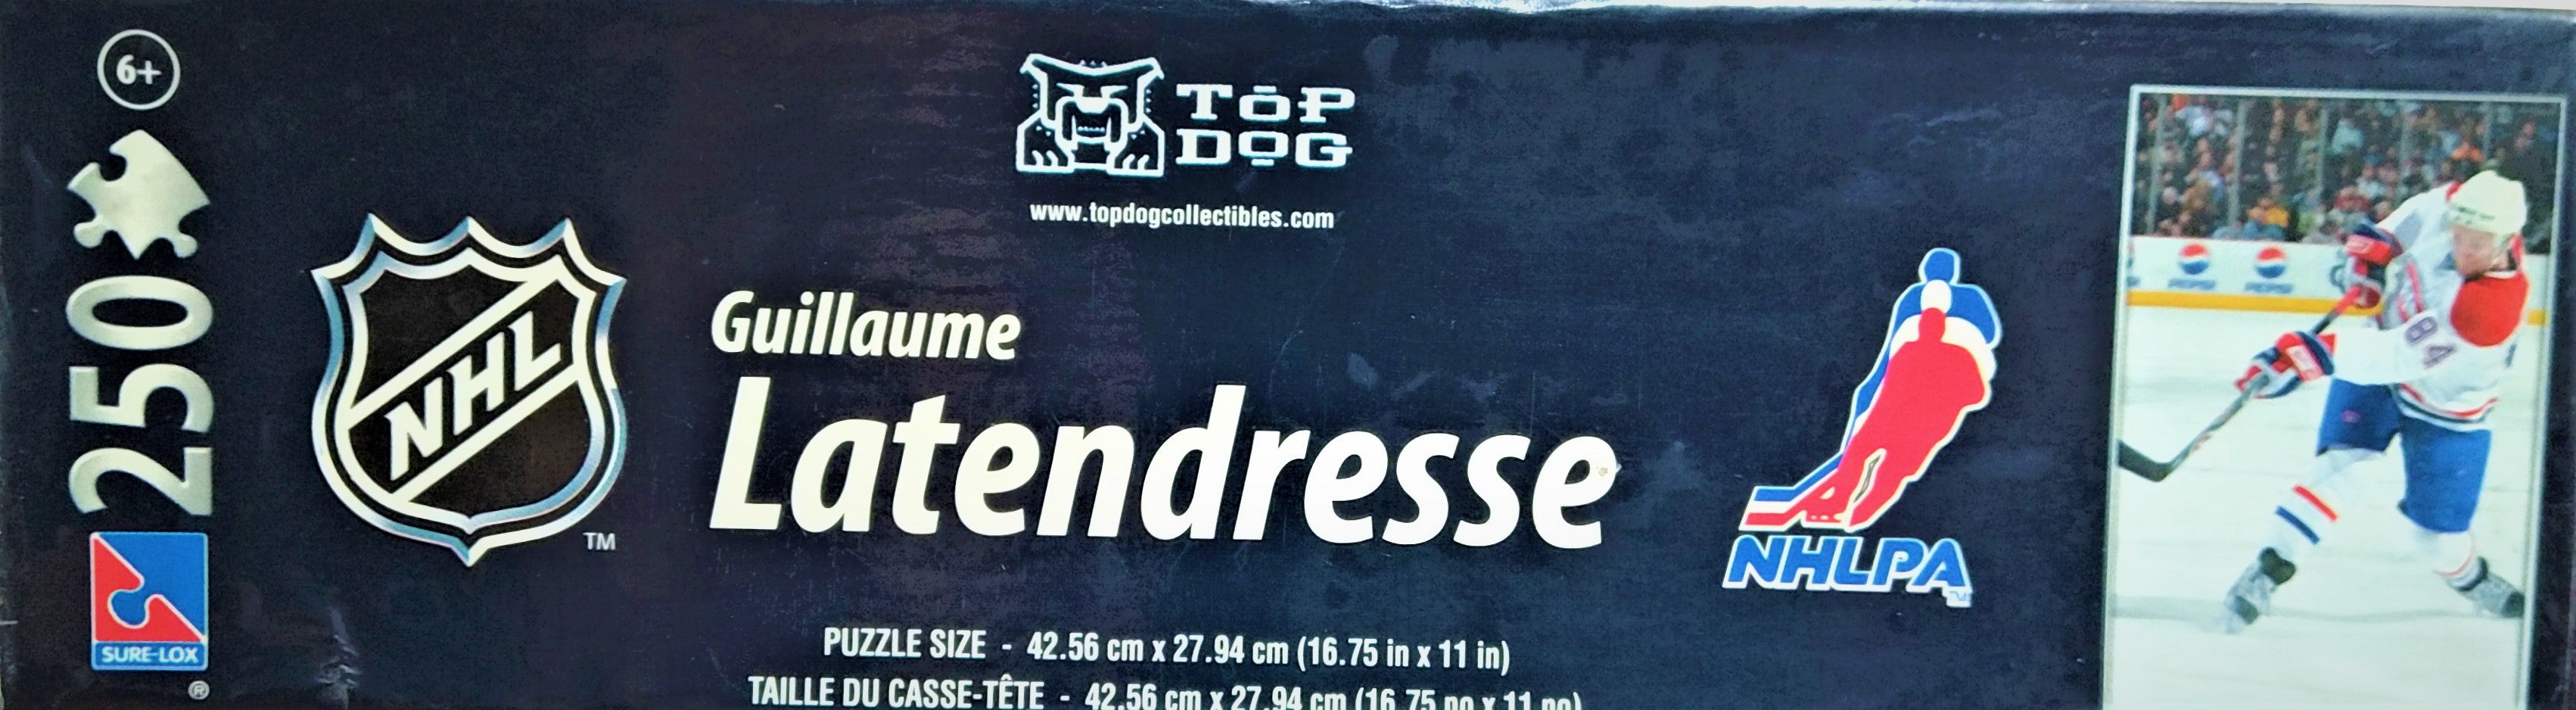 6+
250
SURE-LOX
®
NHL
TM
TOP
DOG
www.topdogcollectibles.com
Guillaume
Latendresse
PUZZLE SIZE - 42.56 cm x 27.94 cm (16.75 in x 11 in)
TAILLE DU CASSE-TÊTE - 42.56 cm x 27.94 cm (16.75 po x 11 po)
NHLPA
TM
PEPSI
PEPSI
84